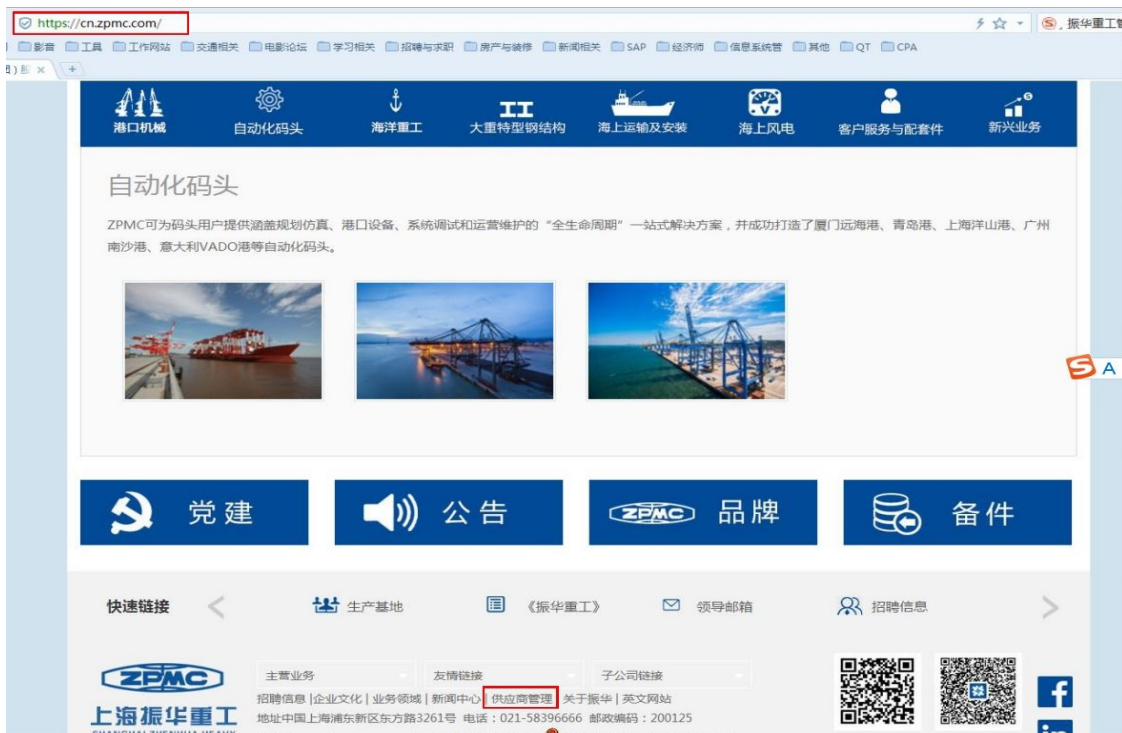 https://cn.zpmc.com/
振华重工
影音 工具 工作网站 交通相关 电影论坛 学习相关 招聘与求职 房产与装修 新闻相关 SAP 经济师 信息系统管 其他 QT CPA
港口机械 自动化码头 海洋重工 大重特型钢结构 海上运输及安装 海上风电 客户服务与配套件 新兴业务
自动化码头
ZPMC可为码头用户提供涵盖规划仿真、港口设备、系统调试和运营维护的“全生命周期”一站式解决方案，并成功打造了厦门远海港、青岛港、上海洋山港、广州
南沙港、意大利VADO港等自动化码头。
S A
党建 公告 ZPMC 品牌 备件
快速链接 生产基地 《振华重工》 领导邮箱 招聘信息
ZPMC
主营业务 友情链接 子公司链接
招聘信息 |企业文化 | 业务领域 | 新闻中心 | 供应商管理 | 关于振华 | 英文网站
上海振华重工
地址中国上海浦东新区东方路3261号 电话：021-58396666 邮政编码：200125
f
in